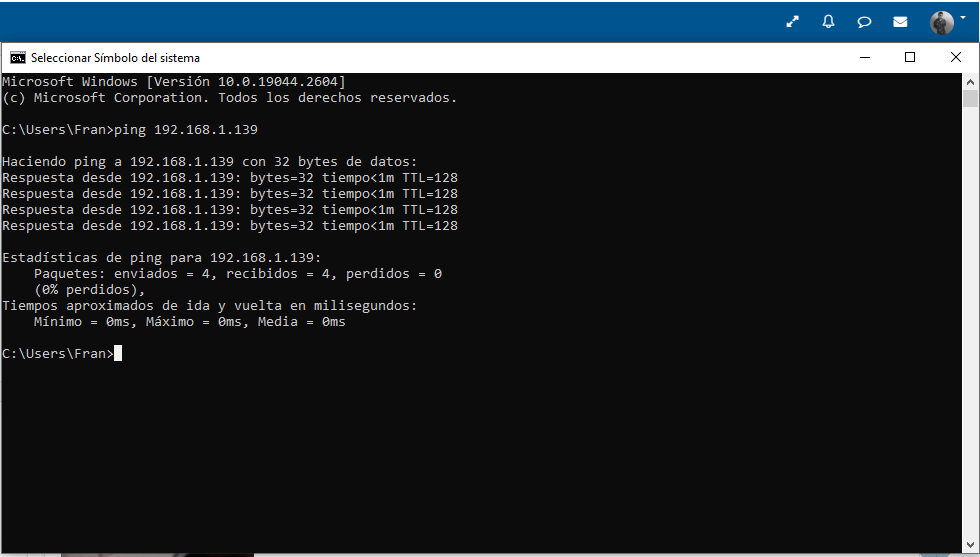 Seleccionar Símbolo del sistema
Microsoft Windows [Versión 10.0.19044.2604]
(c) Microsoft Corporation. Todos los derechos reservados.
C:\Users\Fran>ping 192.168.1.139
Haciendo ping a 192.168.1.139 con 32 bytes de datos:
Respuesta desde 192.168.1.139: bytes=32 tiempo<1m TTL=128
Respuesta desde 192.168.1.139: bytes=32 tiempo<1m TTL=128
Respuesta desde 192.168.1.139: bytes=32 tiempo<1m TTL=128
Respuesta desde 192.168.1.139: bytes=32 tiempo<1m TTL=128
Estadísticas de ping para 192.168.1.139:
Paquetes: enviados = 4, recibidos = 4, perdidos = 0
(0% perdidos),
Tiempos aproximados de ida y vuelta en milisegundos:
Mínimo = 0ms, Máximo = 0ms, Media = 0ms
C:\Users\Fran>